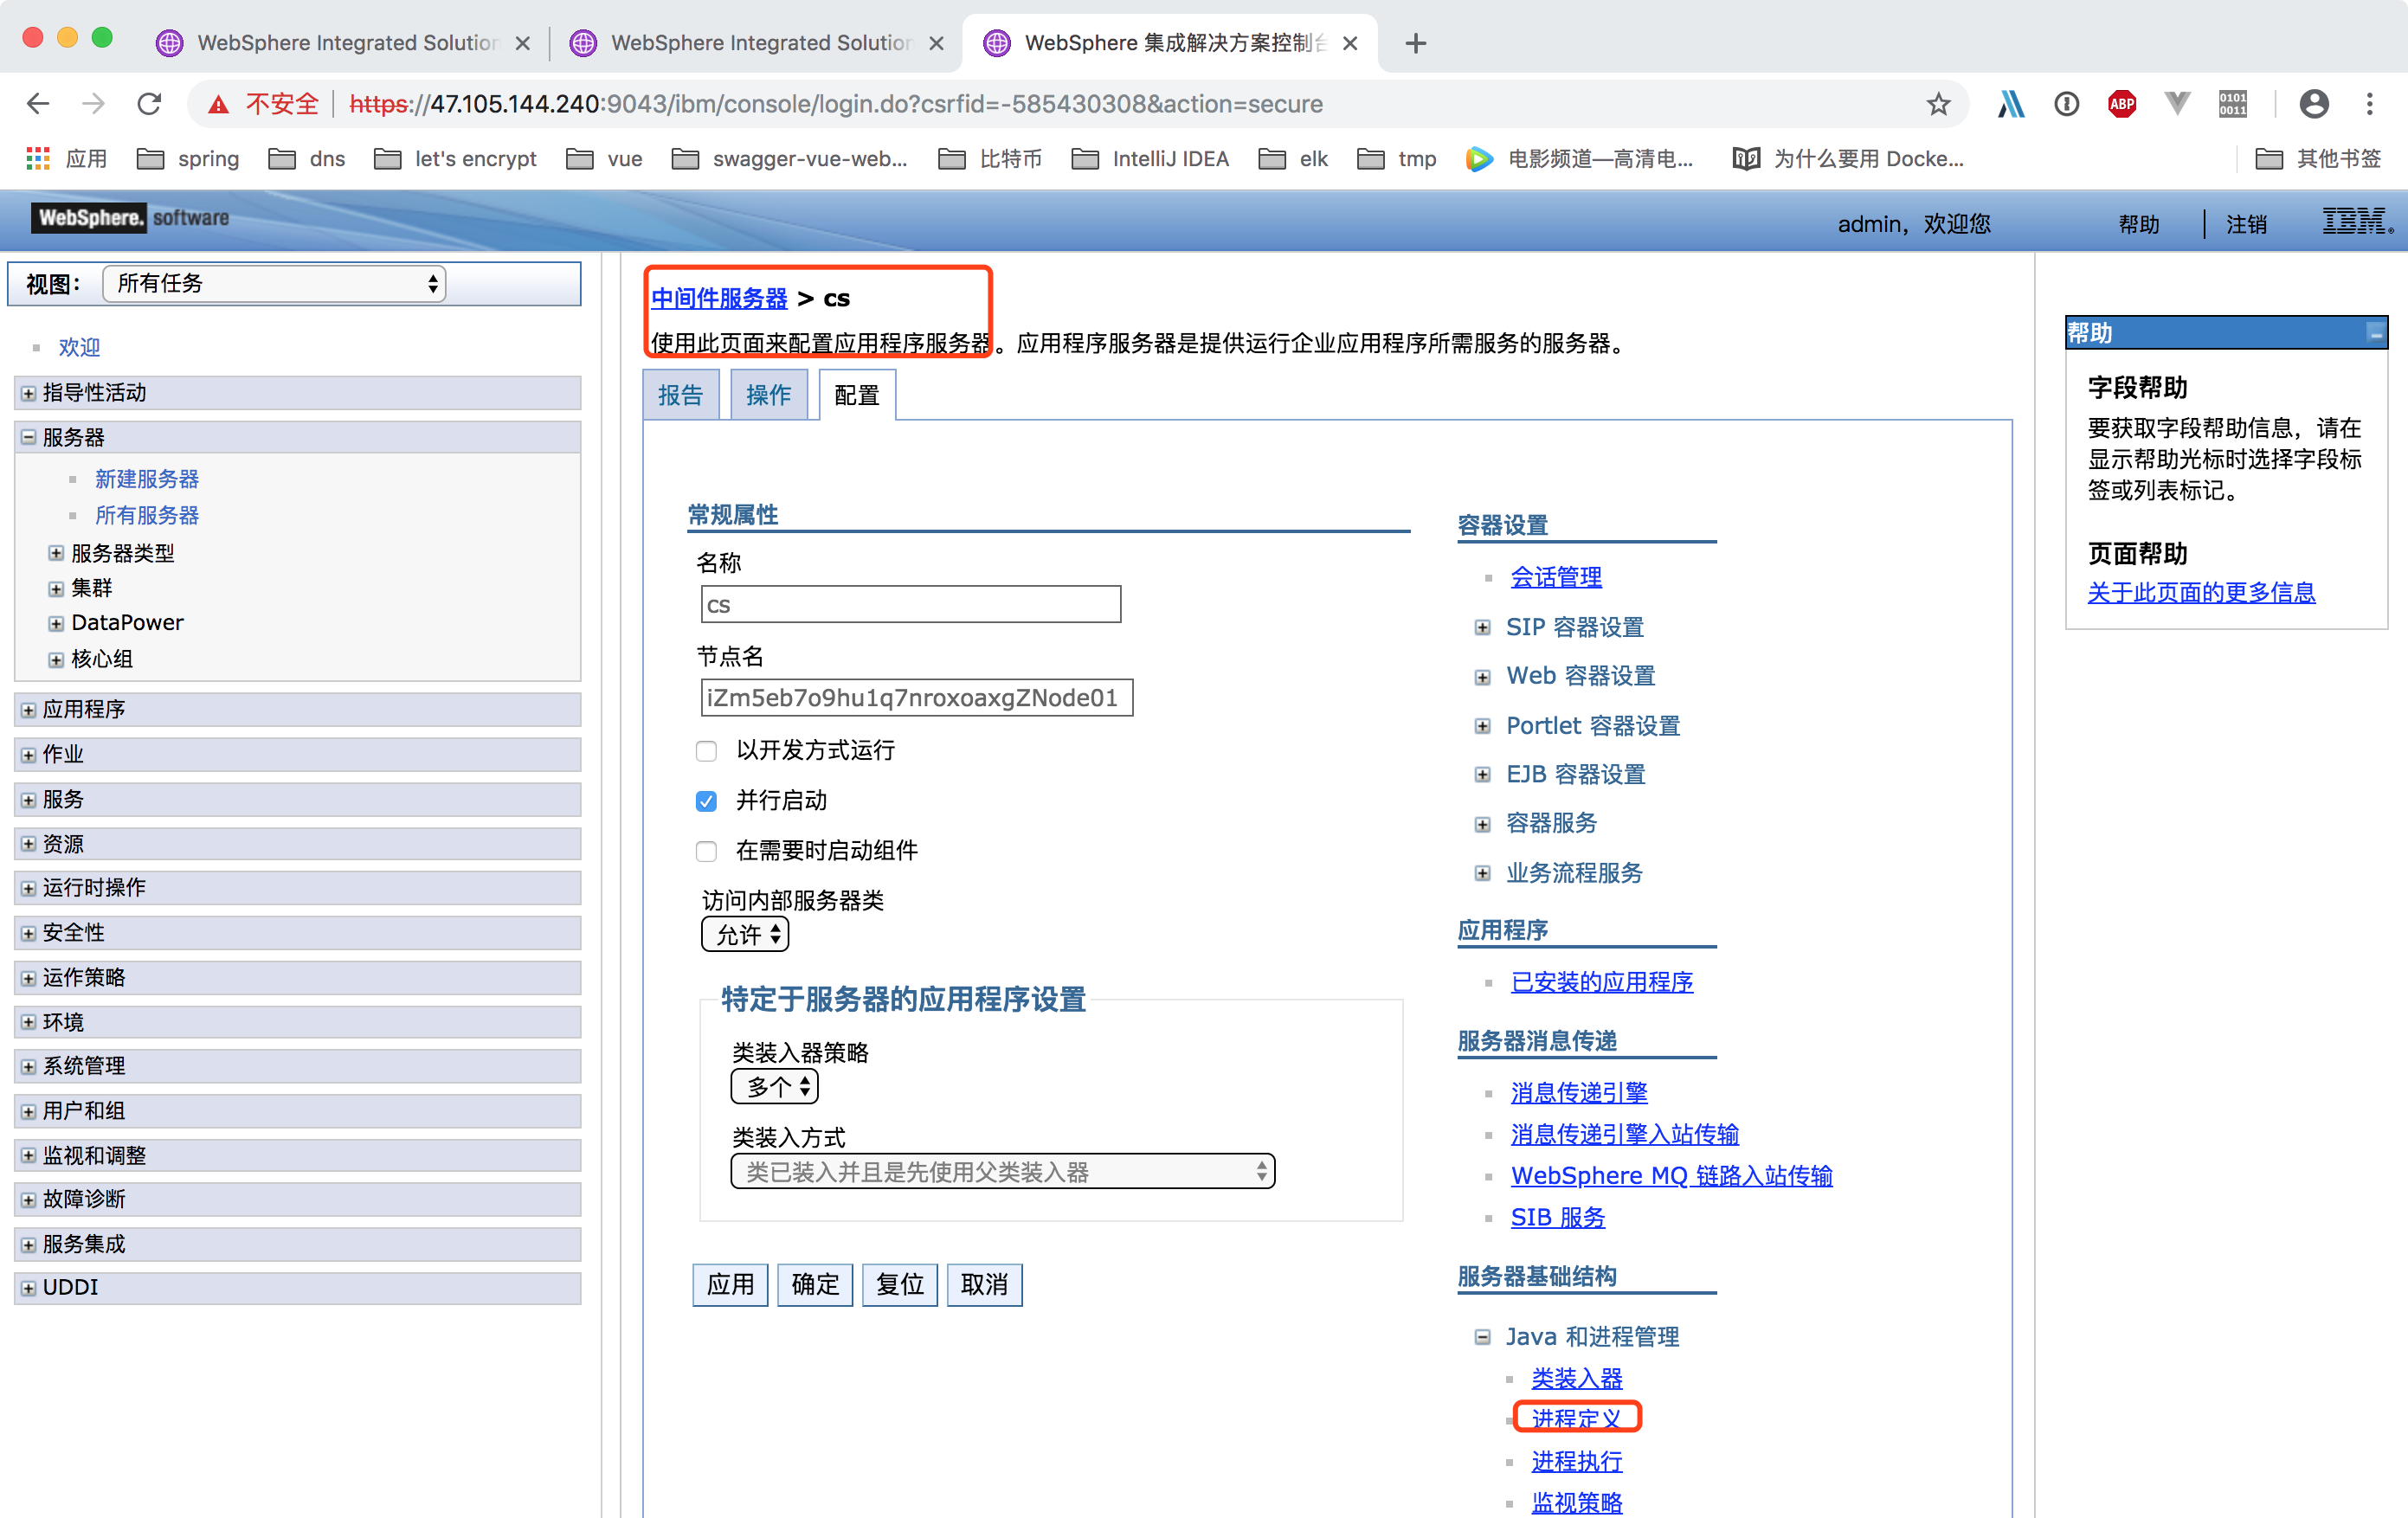 WebSphere Integrated Solution
WebSphere Integrated Solution
WebSphere 集成解决方案控制台
不安全
https://47.105.144.240:9043/ibm/console/login.do?csrfid=-585430308&action=secure
ABP
0101
0011
应用
spring
dns
let's encrypt
vue
swagger-vue-web...
比特币
IntelliJ IDEA
elk
tmp
电影频道—高清电...
为什么要用 Docke...
其他书签
WebSphere. software
admin，欢迎您
帮助
注销
IBM.
视图：
所有任务
欢迎
指导性活动
服务器
新建服务器
所有服务器
服务器类型
集群
DataPower
核心组
应用程序
作业
服务
资源
运行时操作
安全性
运作策略
环境
系统管理
用户和组
监视和调整
故障诊断
服务集成
UDDI
中间件服务器 > cs
使用此页面来配置应用程序服务器。应用程序服务器是提供运行企业应用程序所需服务的服务器。
报告
操作
配置
常规属性
名称
cs
节点名
iZm5eb7o9hu1q7nroxoaxgZNode01
以开发方式运行
并行启动
在需要时启动组件
访问内部服务器类
允许
特定于服务器的应用程序设置
类装入器策略
多个
类装入方式
类已装入并且是先使用父类装入器
应用
确定
复位
取消
容器设置
会话管理
SIP 容器设置
Web 容器设置
Portlet 容器设置
EJB 容器设置
容器服务
业务流程服务
应用程序
已安装的应用程序
服务器消息传递
消息传递引擎
消息传递引擎入站传输
WebSphere MQ 链路入站传输
SIB 服务
服务器基础结构
Java 和进程管理
类装入器
进程定义
进程执行
监视策略
帮助
字段帮助
要获取字段帮助信息，请在
显示帮助光标时选择字段标
签或列表标记。
页面帮助
关于此页面的更多信息